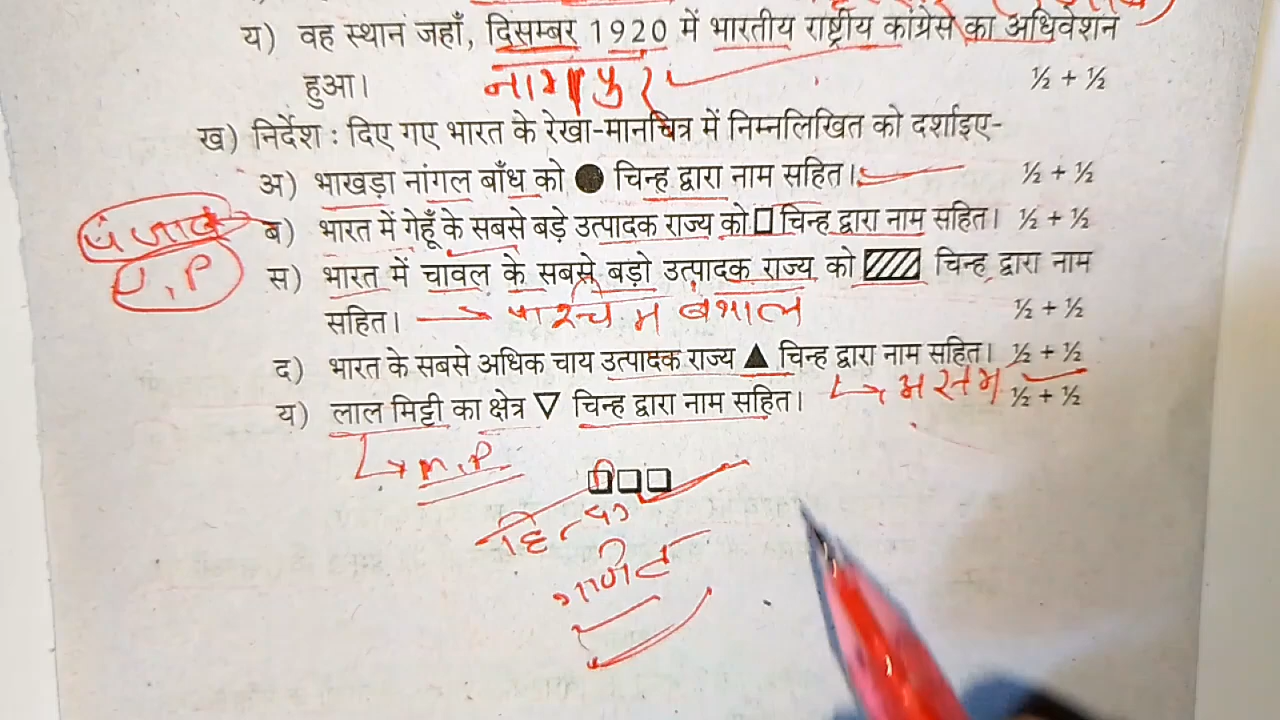 य) वह स्थान जहाँ, दिसम्बर 1920 में भारतीय राष्ट्रीय कांग्रेस का अधिवेशन
हुआ। नागपुर ½ + ½
ख) निर्देश : दिए गए भारत के रेखा-मानचित्र में निम्नलिखित को दर्शाइए-
अ) भाखड़ा नांगल बाँध को ● चिन्ह द्वारा नाम सहित। ½ + ½
पंजाब ब) भारत में गेहूँ के सबसे बड़े उत्पादक राज्य को □ चिन्ह द्वारा नाम सहित। ½ + ½
U.P स) भारत में चावल के सबसे बड़ो उत्पादक राज्य को ▨ चिन्ह द्वारा नाम
सहित। → पश्चिम बंगाल ½ + ½
द) भारत के सबसे अधिक चाय उत्पादक राज्य ▲ चिन्ह द्वारा नाम सहित। ½ + ½
य) लाल मिट्टी का क्षेत्र ▽ चिन्ह द्वारा नाम सहित। ↳ असम ½ + ½
↳ M.P
□□□
हिन्दी
गणित